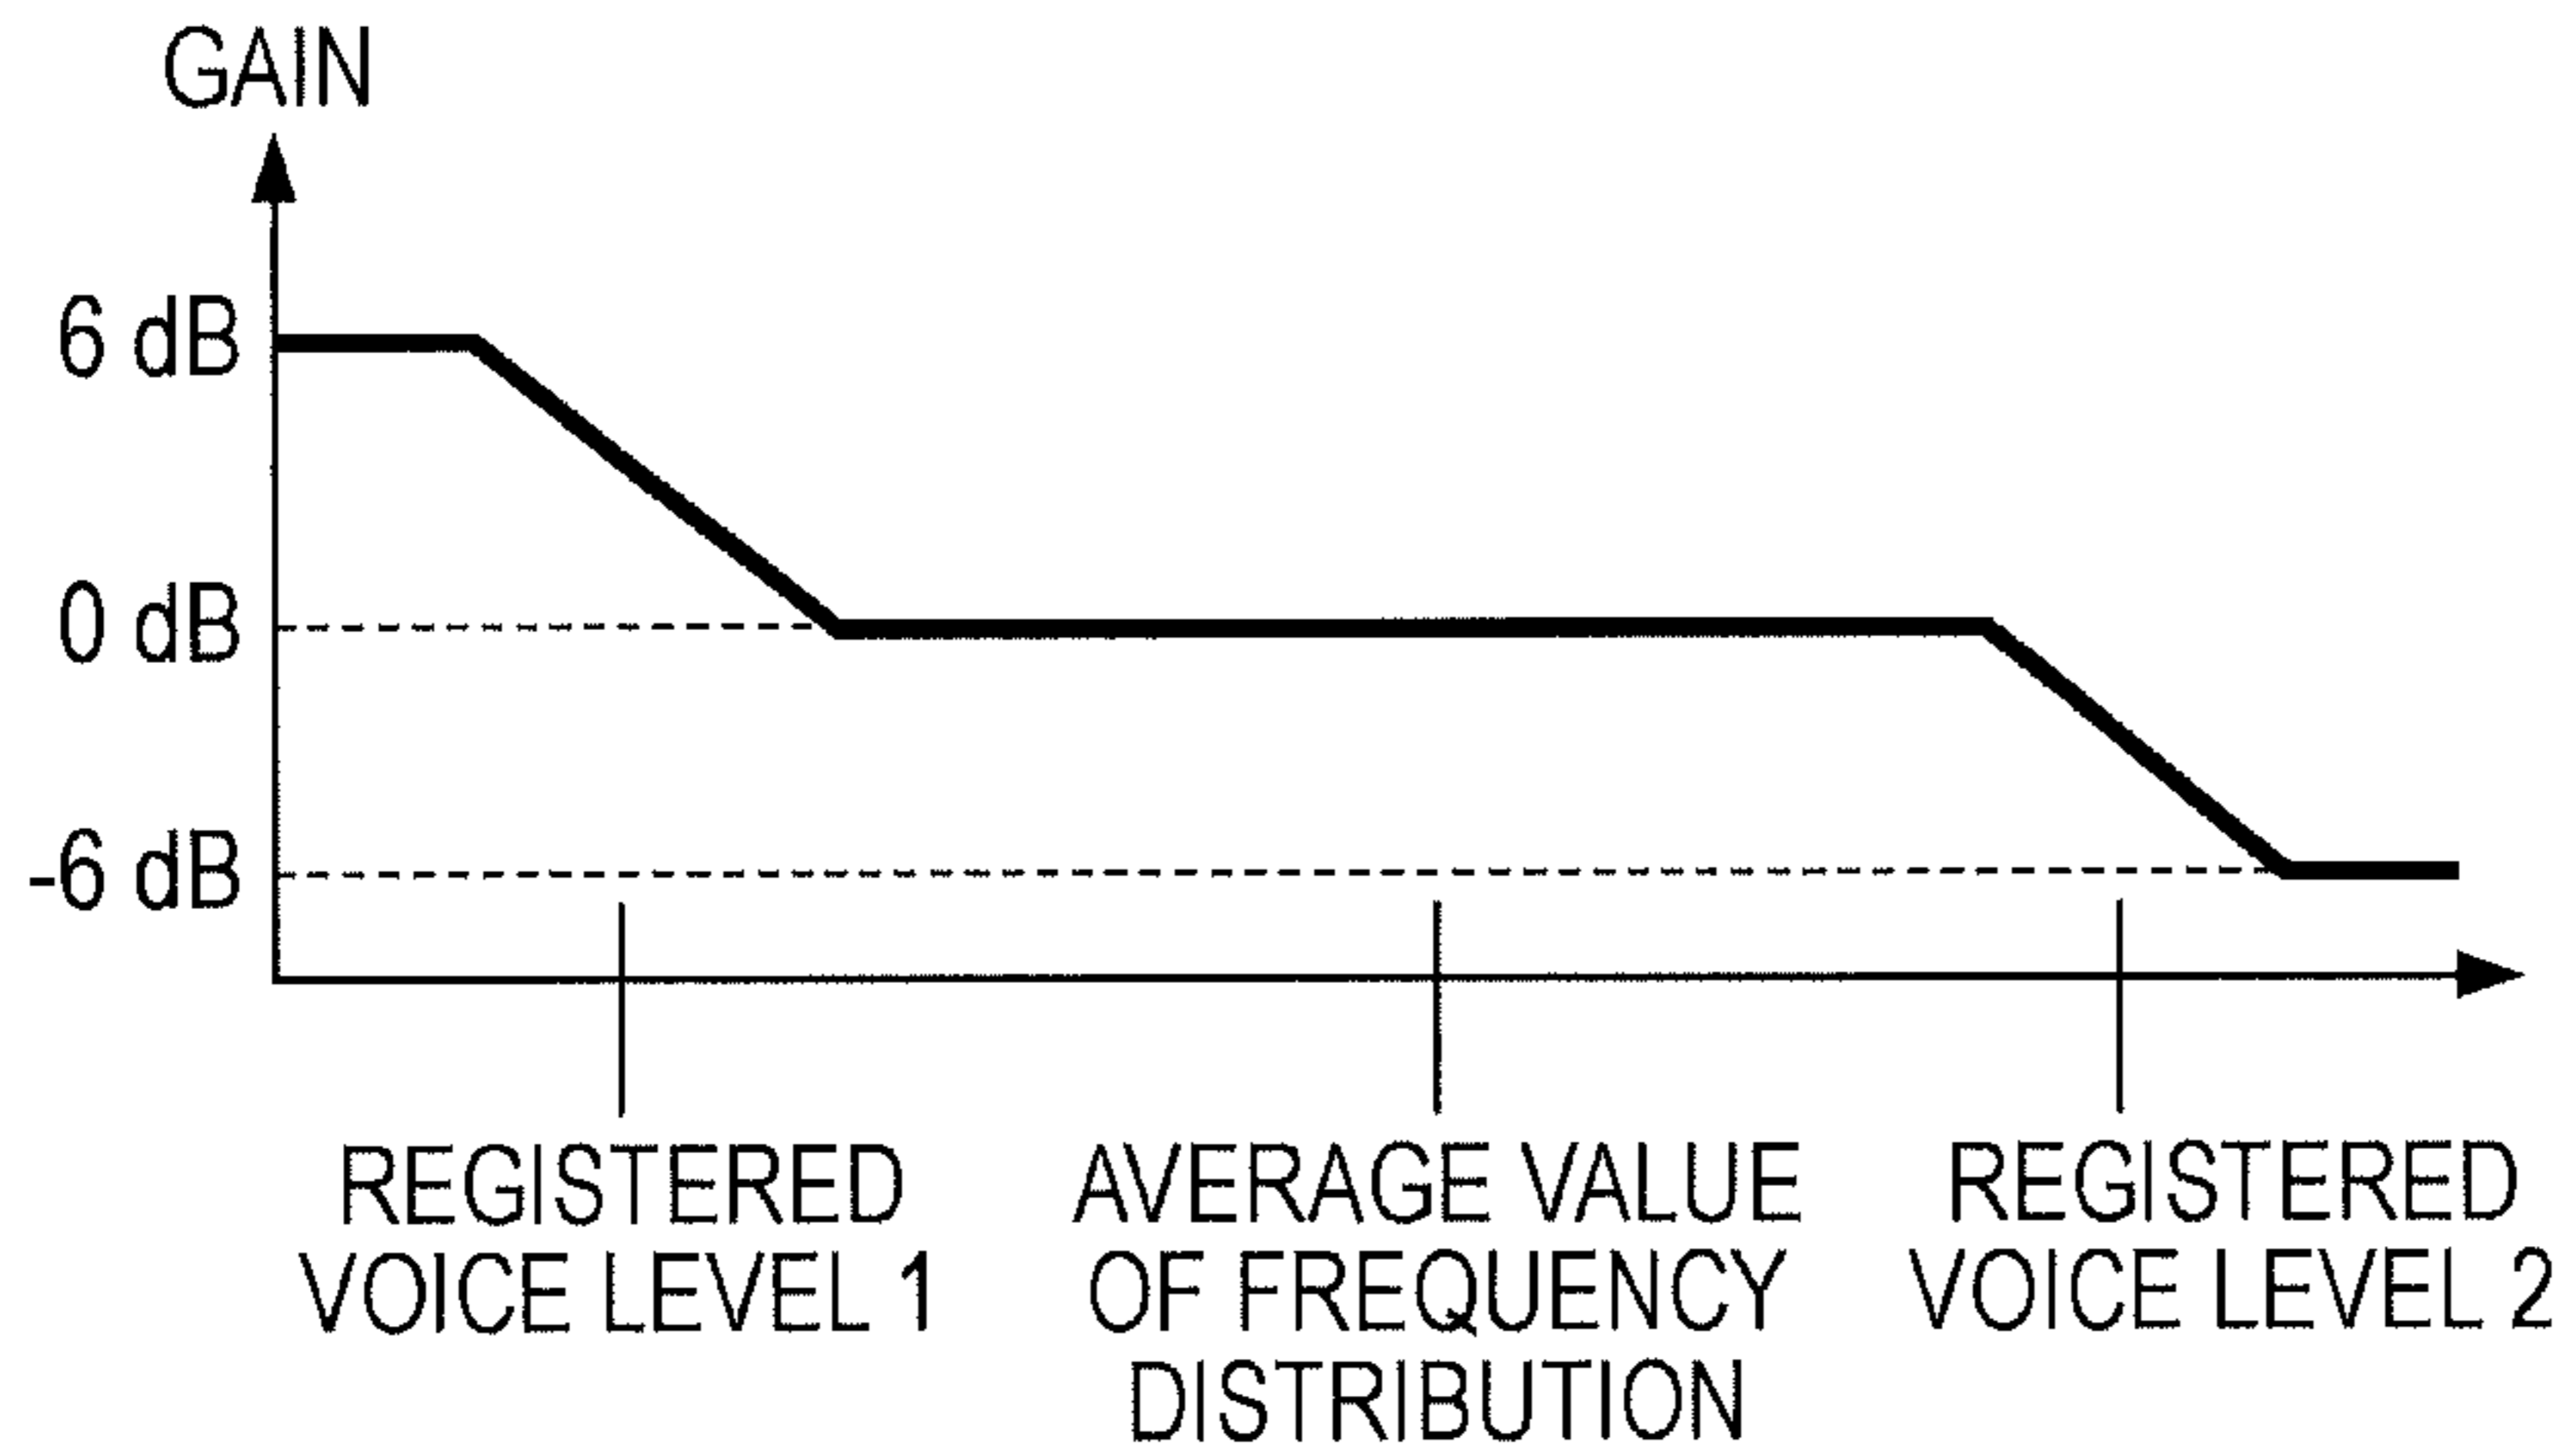 GAIN
6 dB
0 dB
-6 dB
REGISTERED
VOICE LEVEL 1
AVERAGE VALUE
OF FREQUENCY
DISTRIBUTION
REGISTERED
VOICE LEVEL 2